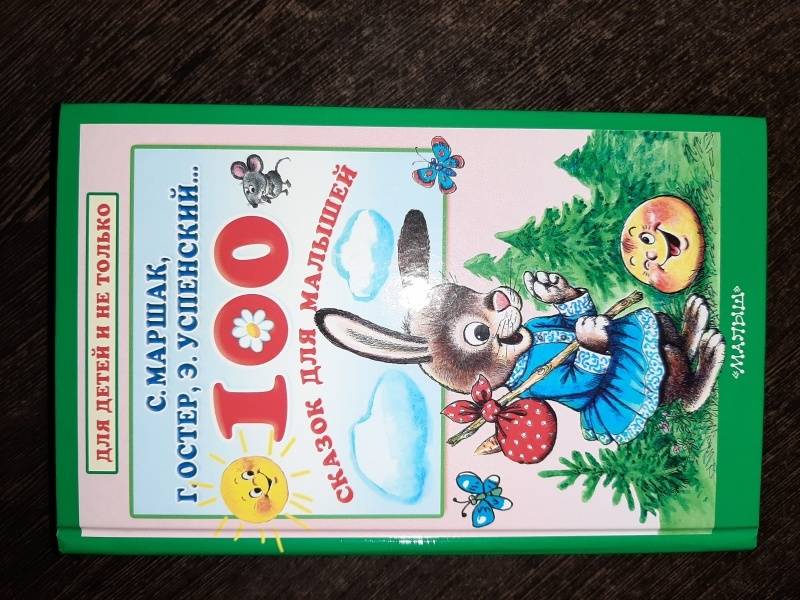 ДЛЯ ДЕТЕЙ И НЕ ТОЛЬКО
С. МАРШАК,
Г. ОСТЕР, Э. УСПЕНСКИЙ...
100
СКАЗОК ДЛЯ МАЛЫШЕЙ
«МАЛЫШ»